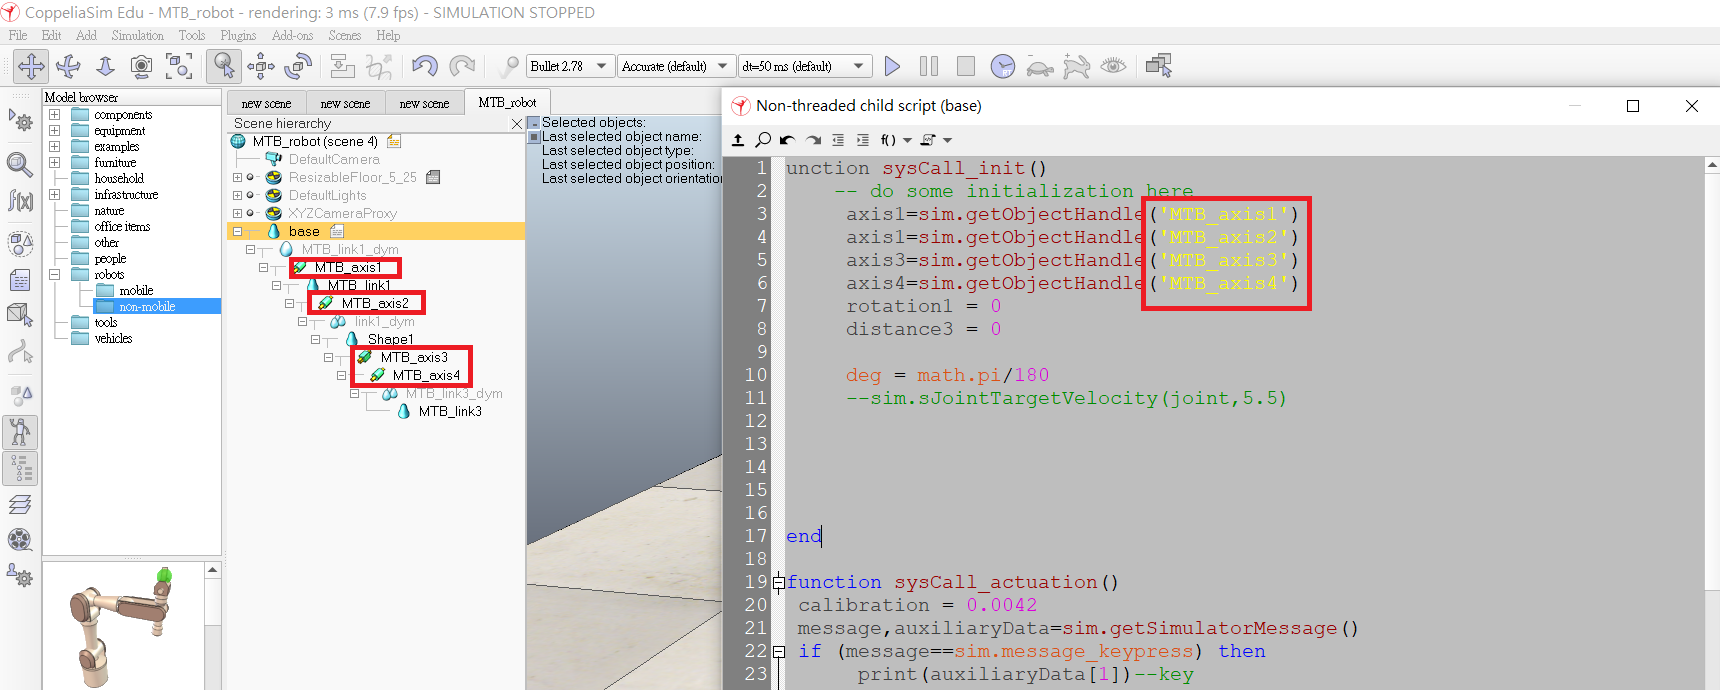 CoppeliaSim Edu - MTB_robot - rendering: 3 ms (7.9 fps) - SIMULATION STOPPED
File Edit Add Simulation Tools Plugins Add-ons Scenes Help
Bullet 2.78 Accurate (default) dt=50 ms (default)
Model browser
components
equipment
examples
furniture
household
infrastructure
nature
office items
other
people
robots
mobile
non-mobile
tools
vehicles
new scene new scene new scene MTB_robot
Scene hierarchy
MTB_robot (scene 4)
DefaultCamera
ResizableFloor_5_25
DefaultLights
XYZCameraProxy
base
MTB_link1_dym
MTB_axis1
MTB_link1
MTB_axis2
link1_dym
Shape1
MTB_axis3
MTB_axis4
MTB_link3_dym
MTB_link3
Selected objects:
Last selected object name:
Last selected object type:
Last selected object position:
Last selected object orientation
Non-threaded child script (base)
f()
1 unction sysCall_init()
2 -- do some initialization here
3 axis1=sim.getObjectHandle('MTB_axis1')
4 axis1=sim.getObjectHandle('MTB_axis2')
5 axis3=sim.getObjectHandle('MTB_axis3')
6 axis4=sim.getObjectHandle('MTB_axis4')
7 rotation1 = 0
8 distance3 = 0
9
10 deg = math.pi/180
11 --sim.sJointTargetVelocity(joint,5.5)
12
13
14
15
16
17 end
18
19 function sysCall_actuation()
20 calibration = 0.0042
21 message,auxiliaryData=sim.getSimulatorMessage()
22 if (message==sim.message_keypress) then
23 print(auxiliaryData[1])--key